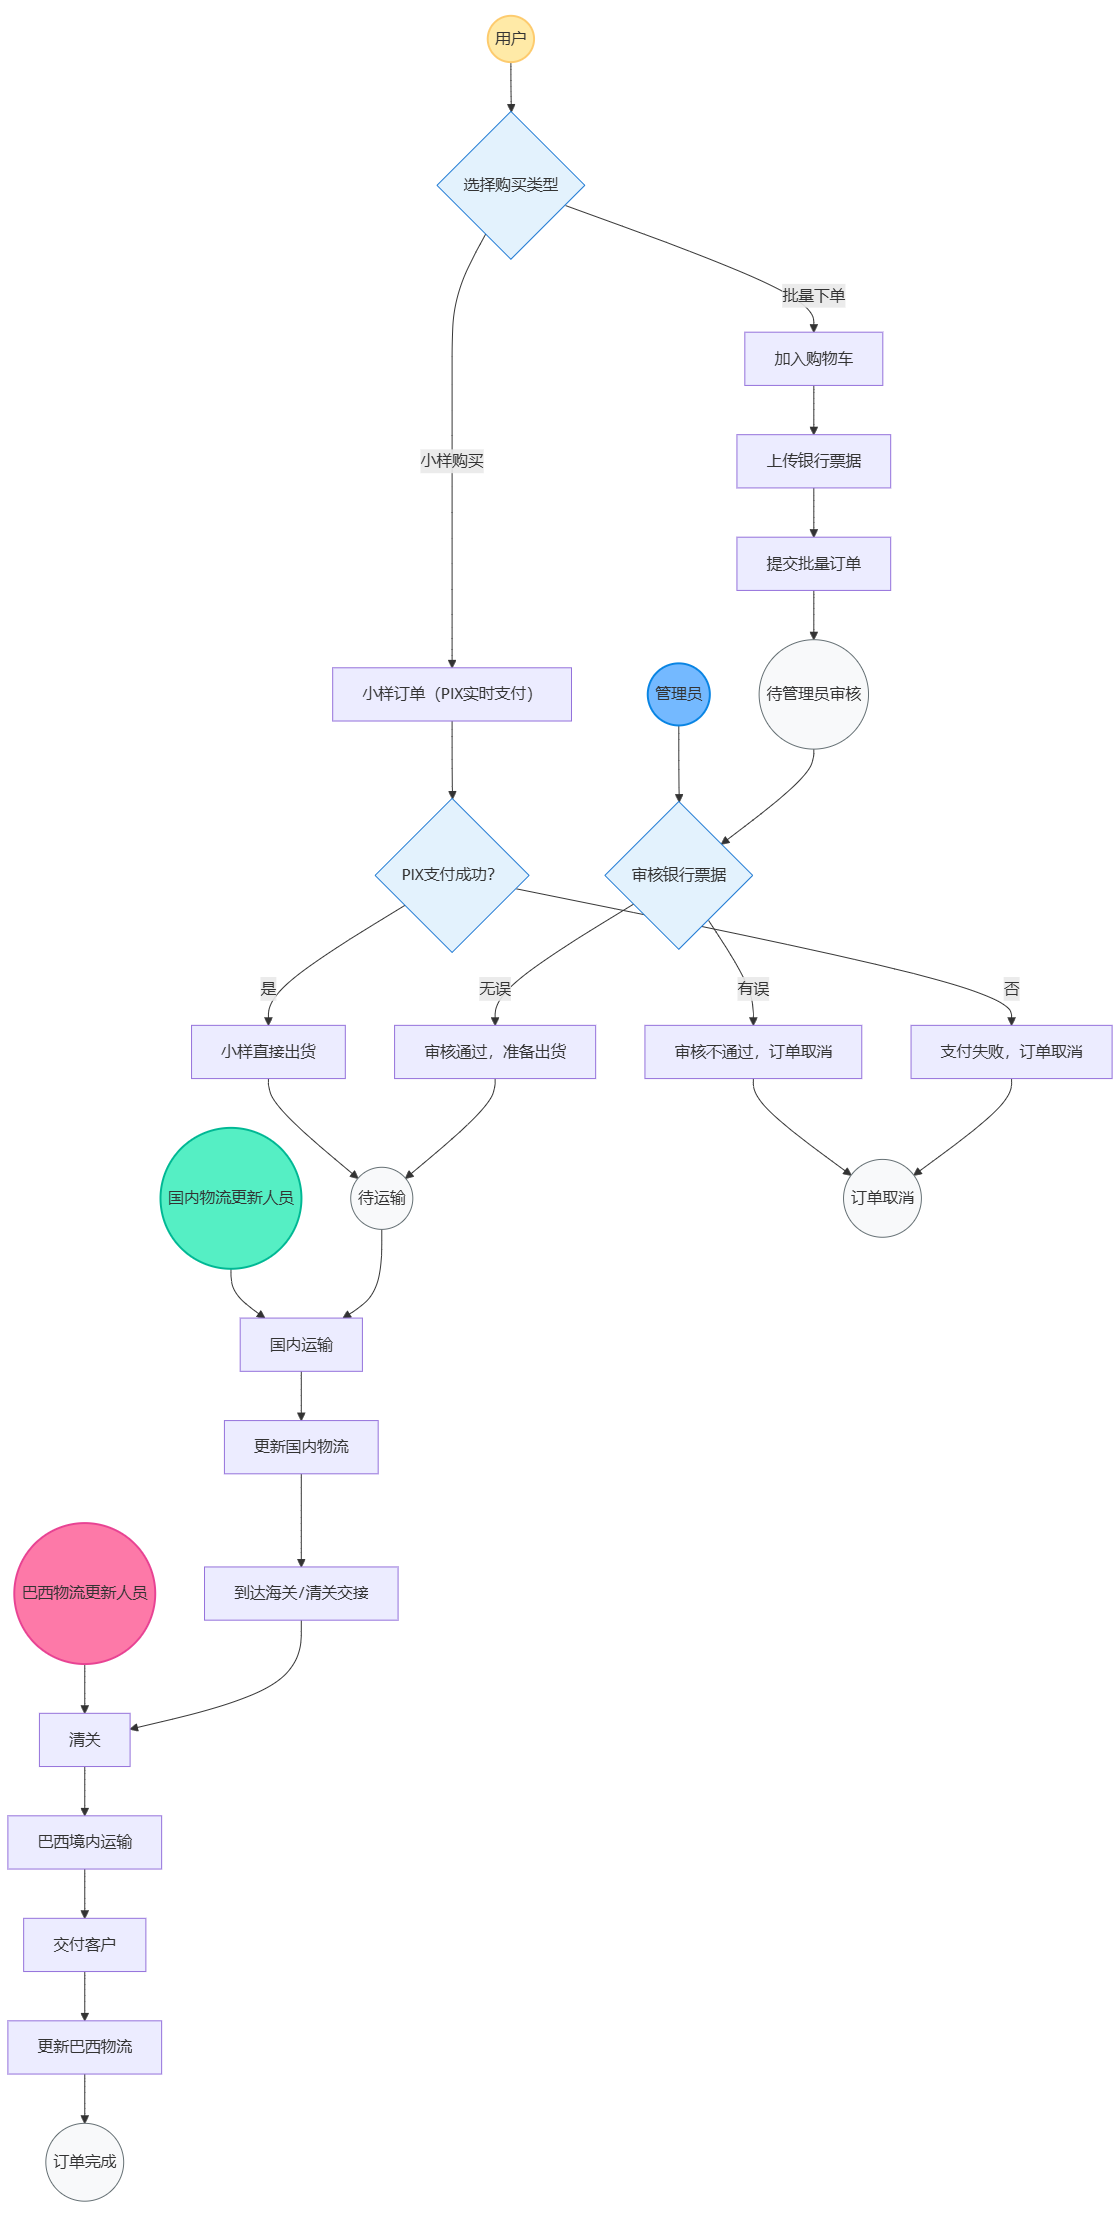 用户
选择购买类型
批量下单
加入购物车
小样购买
上传银行票据
提交批量订单
小样订单（PIX实时支付）
管理员
待管理员审核
PIX支付成功？
审核银行票据
是
无误
有误
否
小样直接出货
审核通过，准备出货
审核不通过，订单取消
支付失败，订单取消
国内物流更新人员
待运输
订单取消
国内运输
更新国内物流
巴西物流更新人员
到达海关/清关交接
清关
巴西境内运输
交付客户
更新巴西物流
订单完成